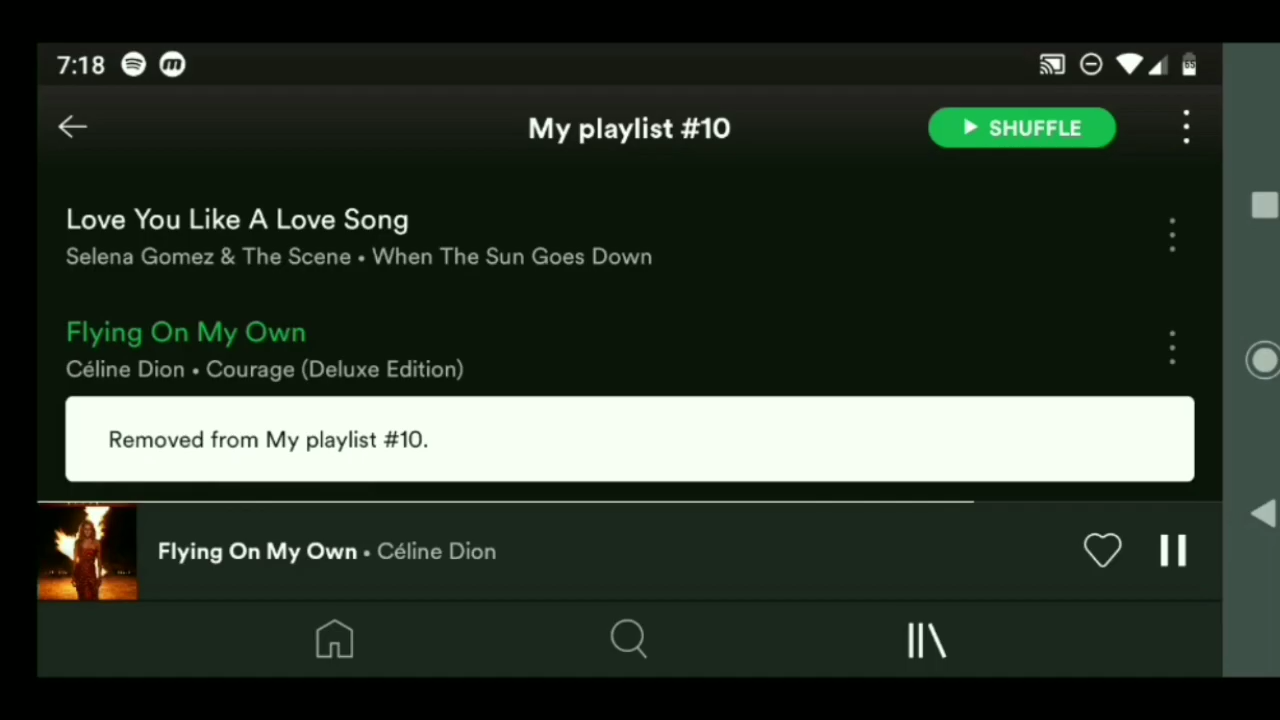 7:18
65
My playlist #10
SHUFFLE
Love You Like A Love Song
Selena Gomez & The Scene • When The Sun Goes Down
Flying On My Own
Céline Dion • Courage (Deluxe Edition)
Removed from My playlist #10.
Flying On My Own • Céline Dion